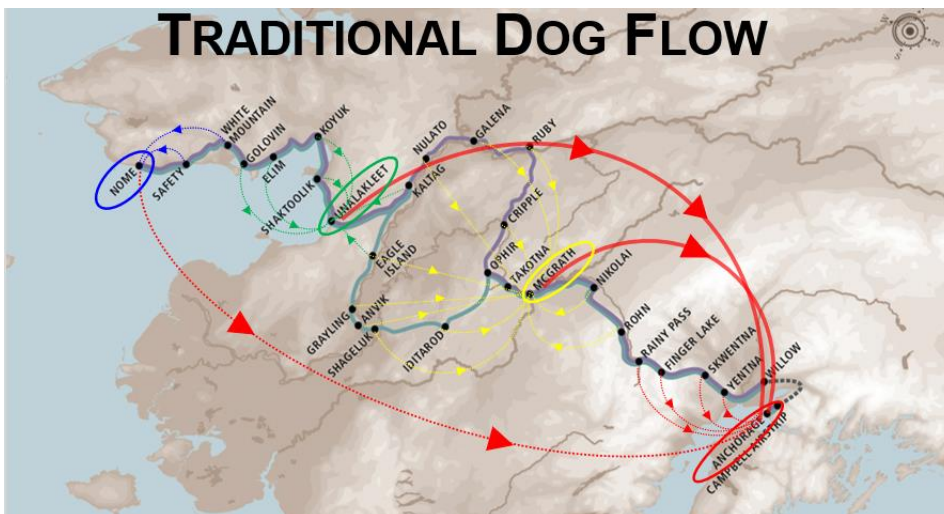 TRADITIONAL DOG FLOW
NOME
SAFETY
WHITE
MOUNTAIN
GOLOVIN
ELIM
KOYUK
SHAKTOOLIK
UNALAKLEET
KALTAG
NULATO
GALENA
RUBY
CRIPPLE
OPHIR
TAKOTNA
MCGRATH
NIKOLAI
EAGLE
ISLAND
GRAYLING
ANVIK
SHAGELUK
IDITAROD
ROHN
RAINY PASS
FINGER LAKE
SKWENTNA
YENTNA
WILLOW
ANCHORAGE
CAMPBELL AIRSTRIP